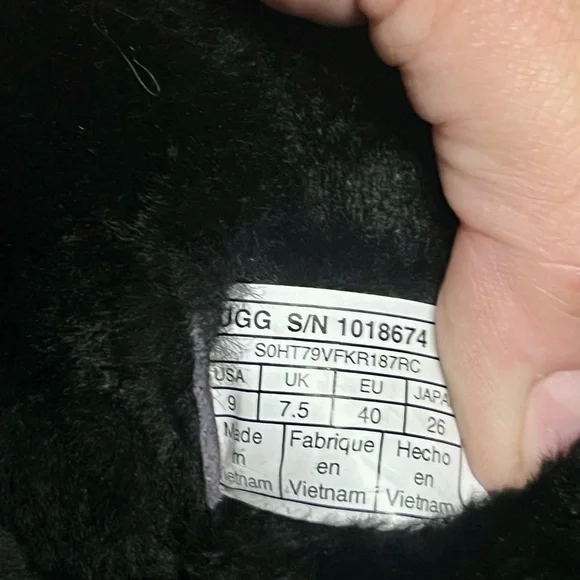 UGG S/N 1018674
S0HT79VFKR187RC
USA UK EU JAPA
9 7.5 40 26
Made Fabrique Hecho
in en en
Vietnam Vietnam Vietnam